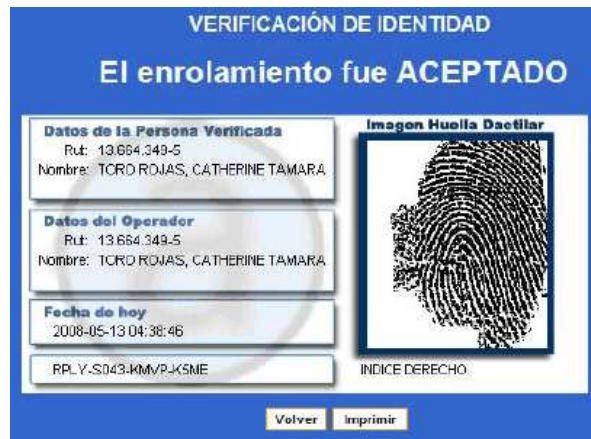 VERIFICACIÓN DE IDENTIDAD
El enrolamiento fue ACEPTADO
Datos de la Persona Verificada
Rut: 13.664.349-5
Nombre: TORO ROJAS, CATHERINE TAMARA
Datos del Operador
Rut: 13.664.349-5
Nombre: TORO ROJAS, CATHERINE TAMARA
Fecha de hoy
2008-05-13 04:38:46
RPLY-S043-KMVP-K5ME
Imagen Huella Dactilar
INDICE DERECHO
Volver Imprimir